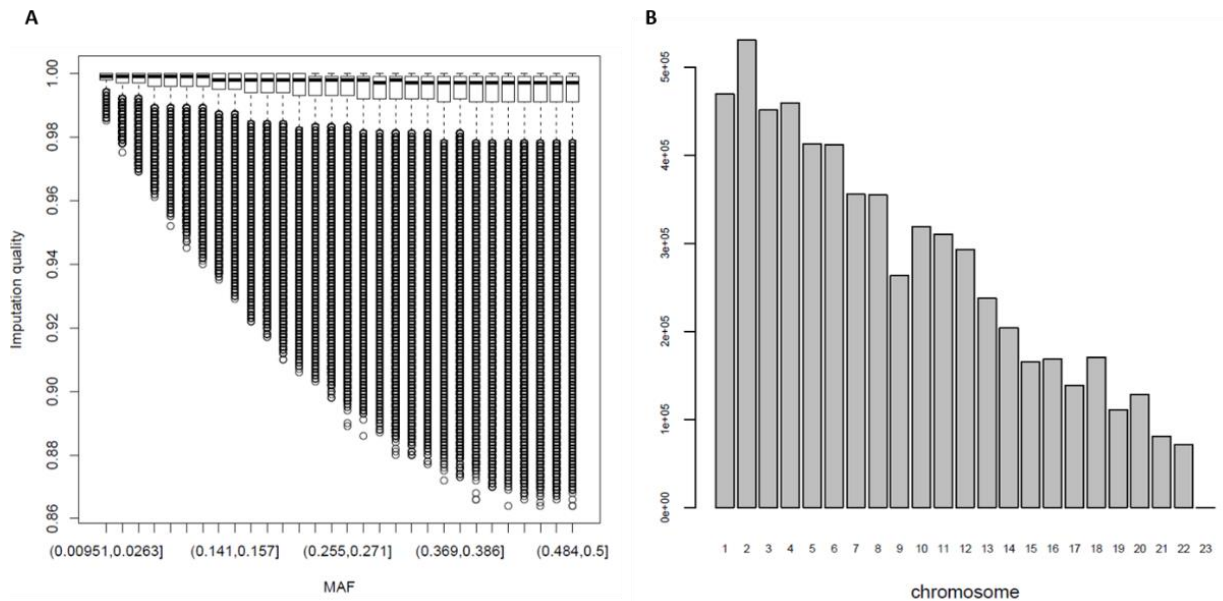 A
Imputation quality
1.00
0.98
0.96
0.94
0.92
0.90
0.88
0.86
(0.00951,0.0263] (0.141,0.157] (0.255,0.271] (0.369,0.386] (0.484,0.5]
MAF
B
5e+05
4e+05
3e+05
2e+05
1e+05
0e+00
1 2 3 4 5 6 7 8 9 10 11 12 13 14 15 16 17 18 19 20 21 22 23
chromosome